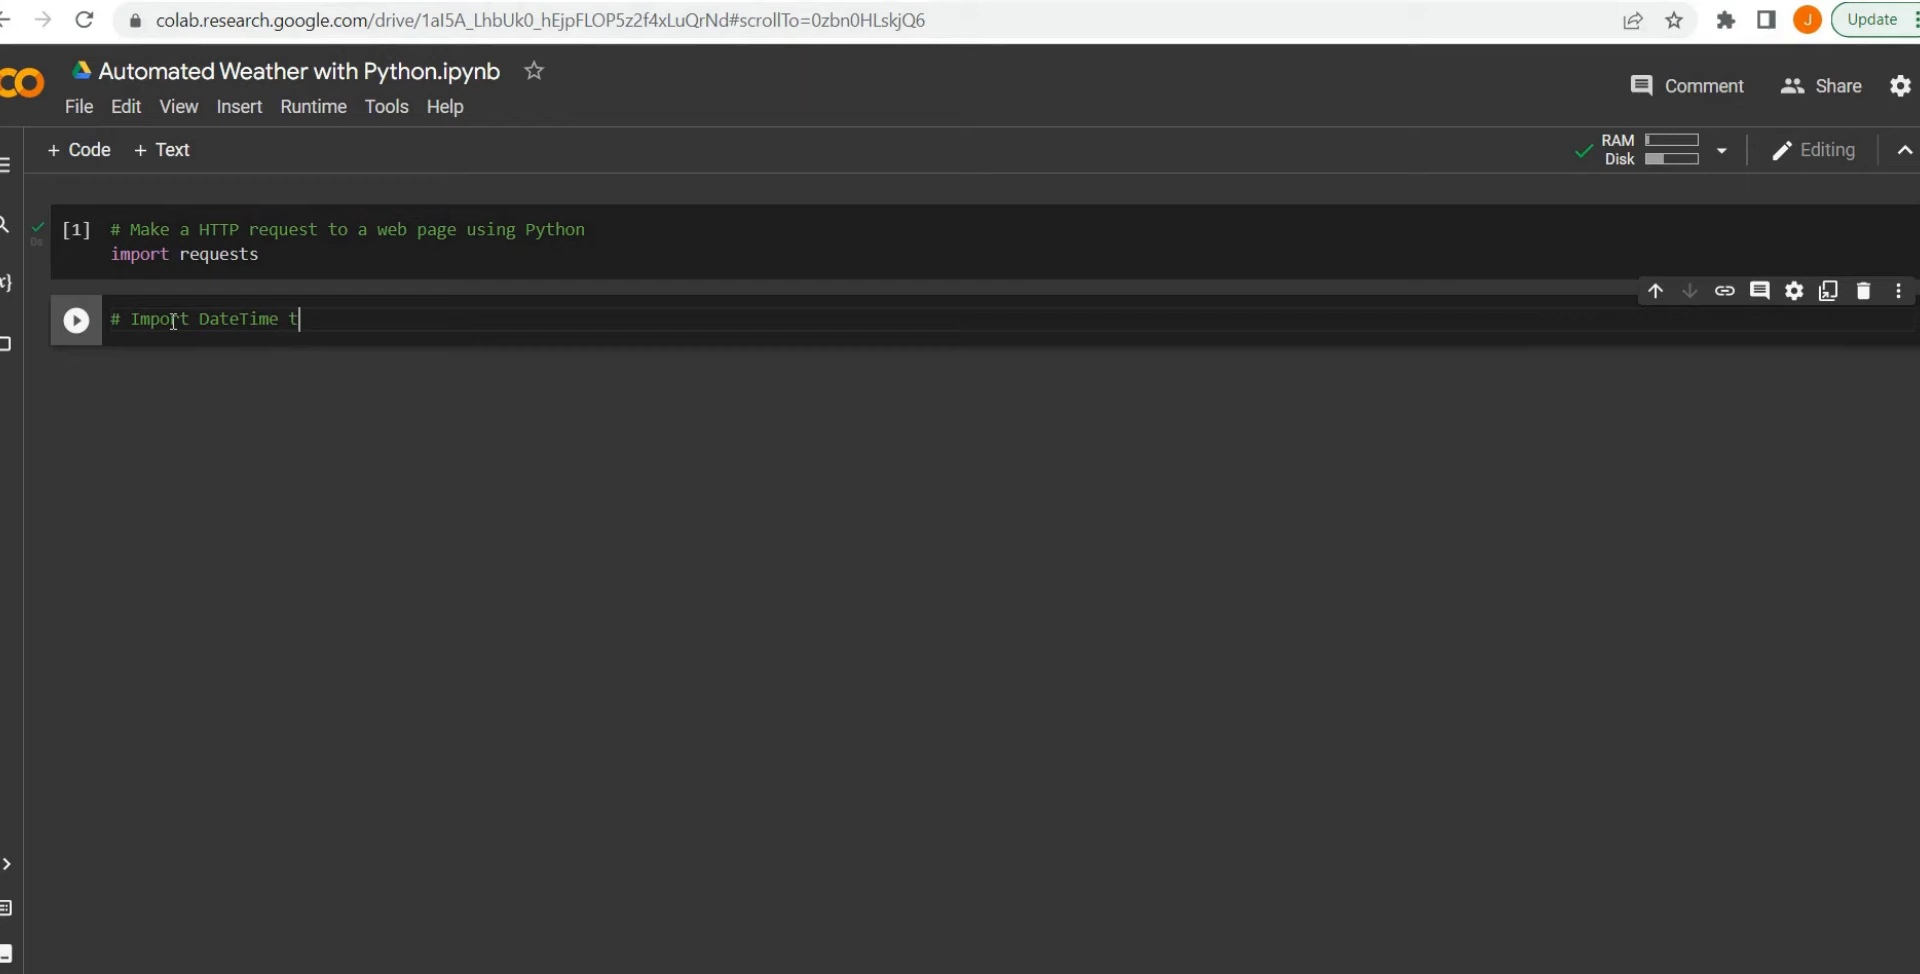 colab.research.google.com/drive/1aI5A_LhbUk0_hEjpFLOP5z2f4xLuQrNd#scrollTo=0zbn0HLskjQ6
J
Update
Automated Weather with Python.ipynb
File Edit View Insert Runtime Tools Help
Comment
Share
+ Code + Text
RAM
Disk
Editing
[1] # Make a HTTP request to a web page using Python
import requests
0s
# Import DateTime t